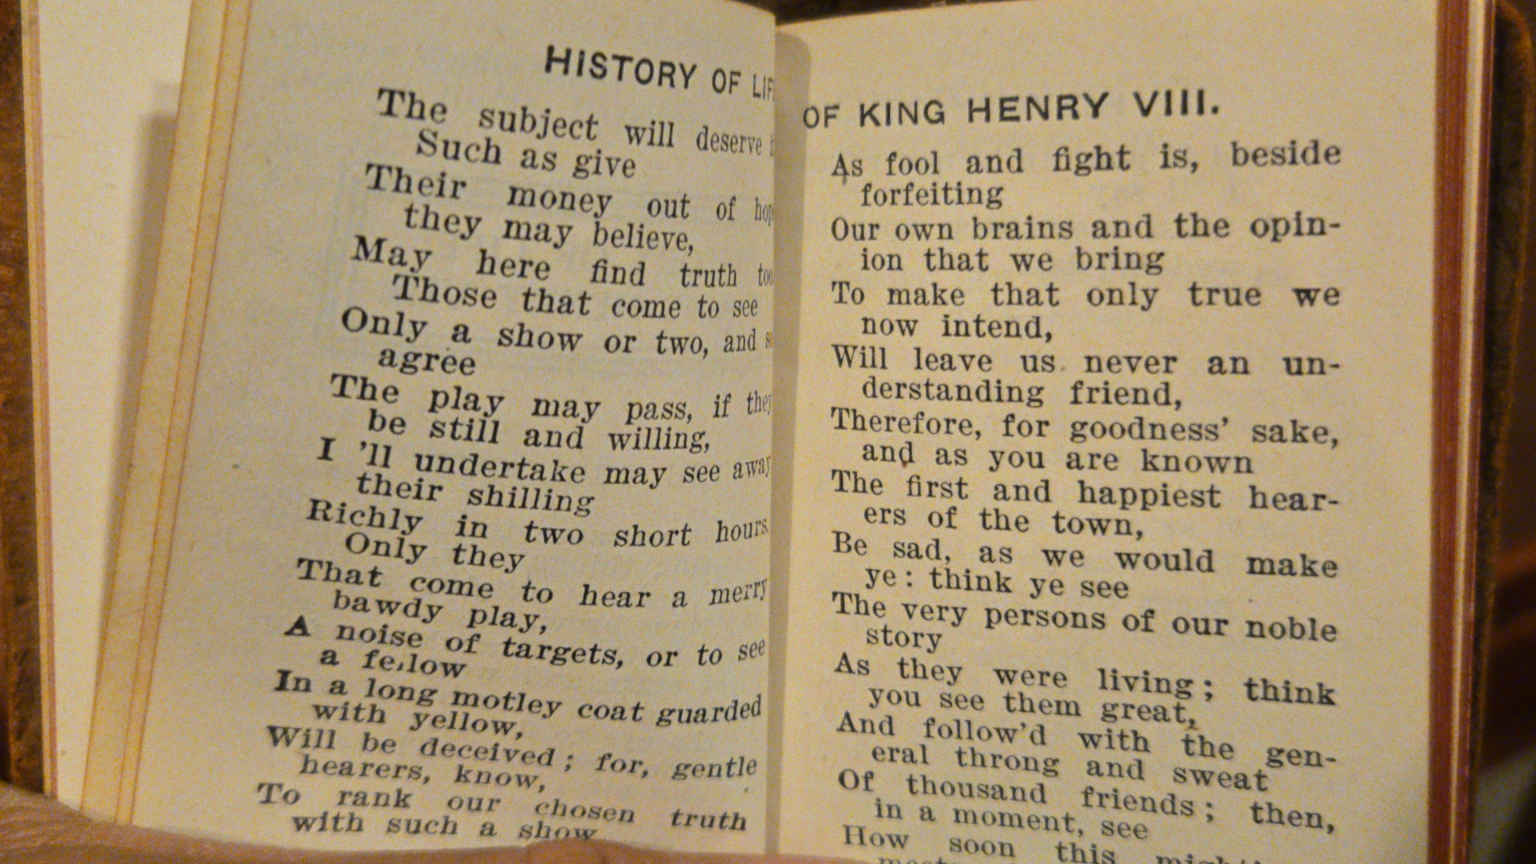 HISTORY OF
The subject will deserve
Such as give
Their money out of
they may believe,
May here find truth
Those that come to see
Only a show or two, and
agree
The play may pass, if
be still and willing,
I 'll undertake may see away
their shilling
Richly in two short hours.
Only they
That come to hear a merry
bawdy play,
A noise of targets, or to see
a fellow
In a long motley coat guarded
with yellow,
Will be deceived; for, gentle
hearers, know,
To rank our chosen truth
with such a show
OF KING HENRY VIII.
As fool and fight is, beside
forfeiting
Our own brains and the opin-
ion that we bring
To make that only true we
now intend,
Will leave us never an un-
derstanding friend,
Therefore, for goodness' sake,
and as you are known
The first and happiest hear-
ers of the town,
Be sad, as we would make
ye: think ye see
The very persons of our noble
story
As they were living; think
you see them great,
And follow'd with the gen-
eral throng and sweat
Of thousand friends; then,
in a moment, see
How soon this